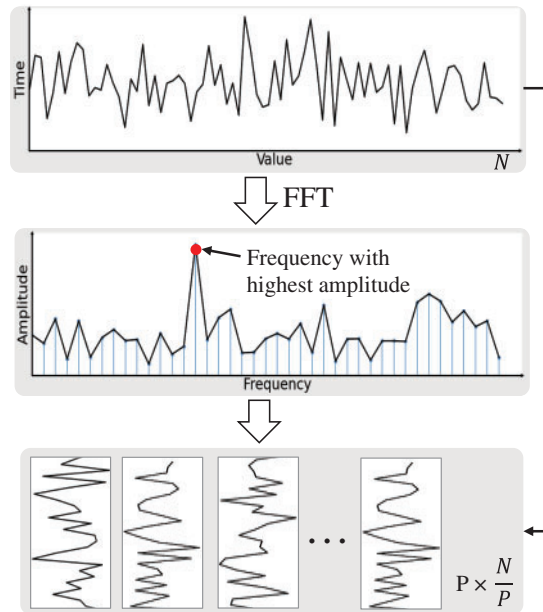 Time
Value
N
FFT
Amplitude
Frequency with
highest amplitude
Frequency
...
P × N/P